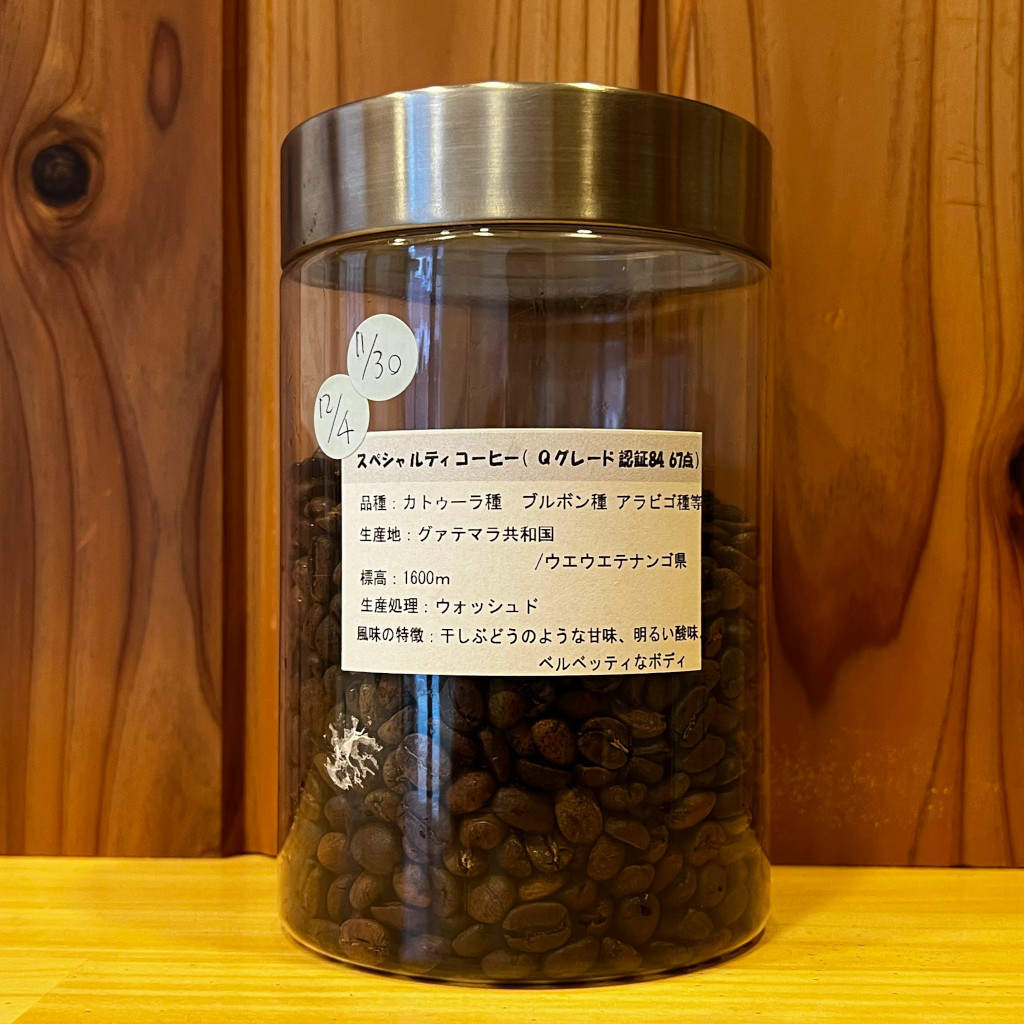 11/30
12/4
スペシャルティコーヒー( Qグレード認証84 67点)
品種:カトゥーラ種 ブルボン種 アラビゴ種等
生産地:グァテマラ共和国
/ウエウエテナンゴ県
標高:1600m
生産処理:ウォッシュド
風味の特徴:干しぶどうのような甘味、明るい酸味、
ベルベッティなボディ